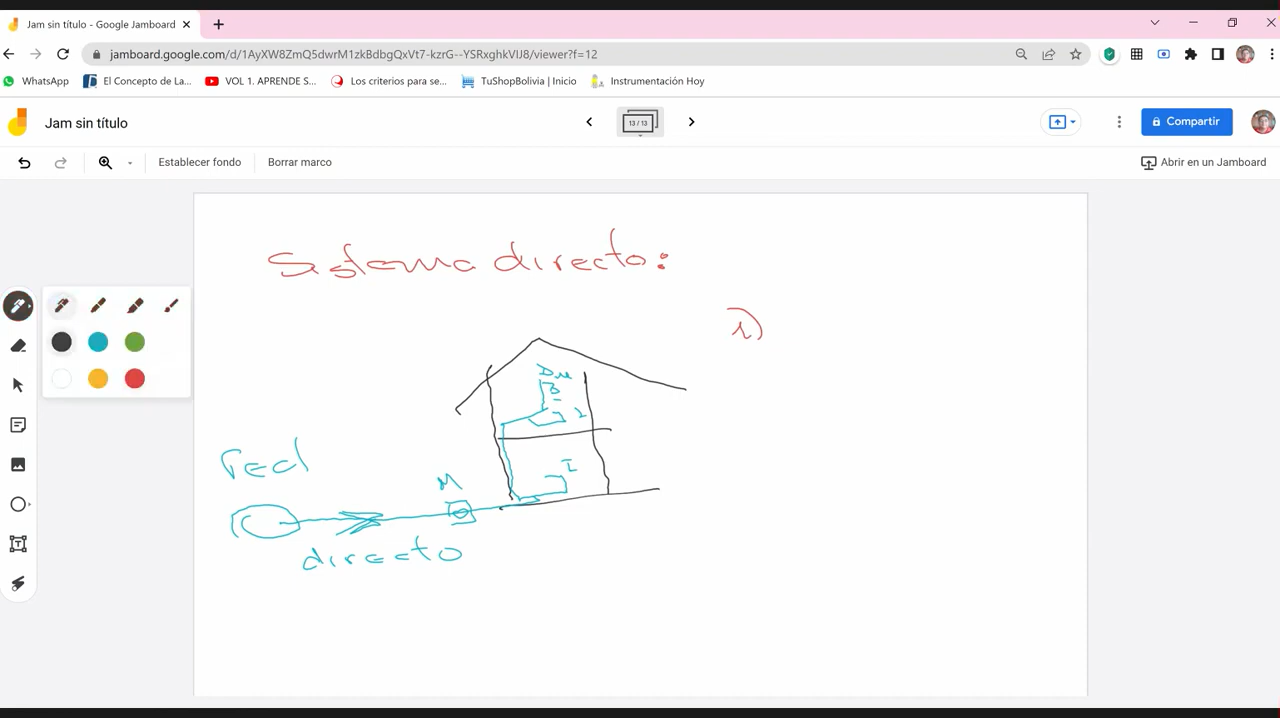 Jam sin título - Google Jamboard
jamboard.google.com/d/1AyXW8ZmQ5dwrM1zkBdbgQxVt7-kzrG--YSRxghkVIJ8/viewer?f=12
WhatsApp
El Concepto de La...
VOL 1. APRENDE S...
Los criterios para se...
TuShopBolivia | Inicio
Instrumentación Hoy
Jam sin título
13 / 13
Compartir
Establecer fondo
Borrar marco
Abrir en un Jamboard
Sistema directo:
1)
red
M
I
directo